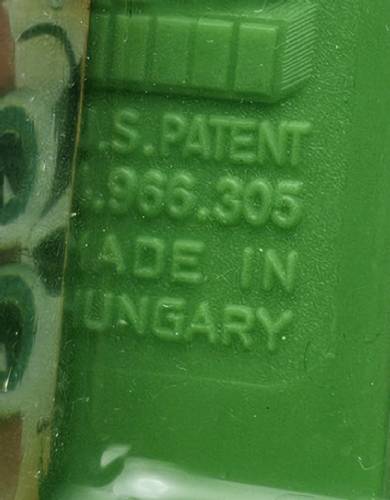 .S.PATENT
.966.305
ADE IN
UNGARY